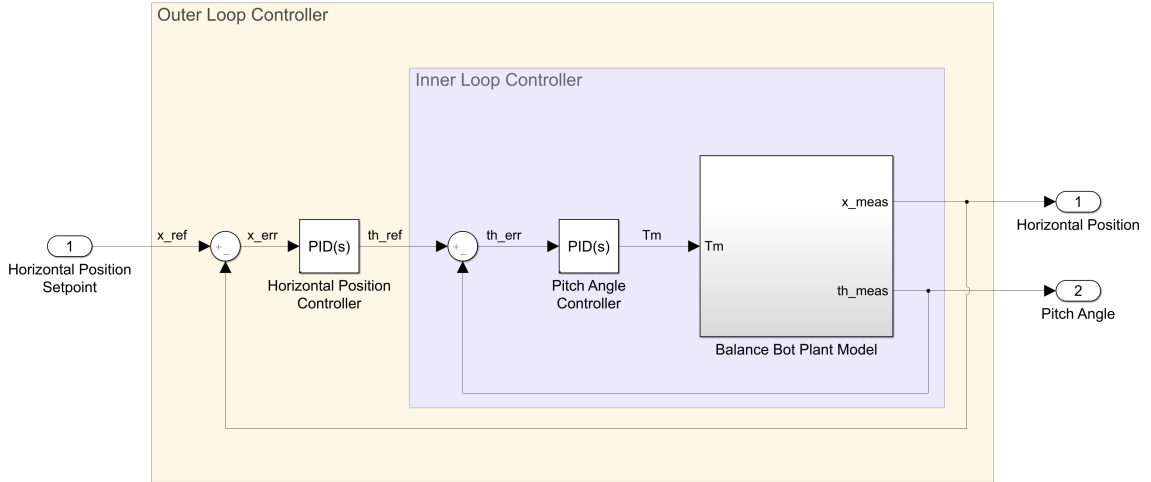 Outer Loop Controller
Inner Loop Controller
x_ref
+
−
x_err
PID(s)
th_ref
+
−
th_err
PID(s)
Tm
Tm
x_meas
th_meas
1
Horizontal Position
Setpoint
Horizontal Position
Controller
Pitch Angle
Controller
Balance Bot Plant Model
1
Horizontal Position
2
Pitch Angle